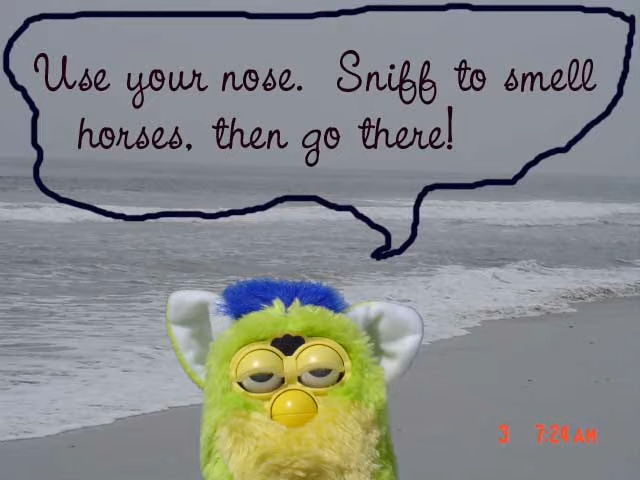 Use your nose. Sniff to smell
horses, then go there!
3 7:24 AM